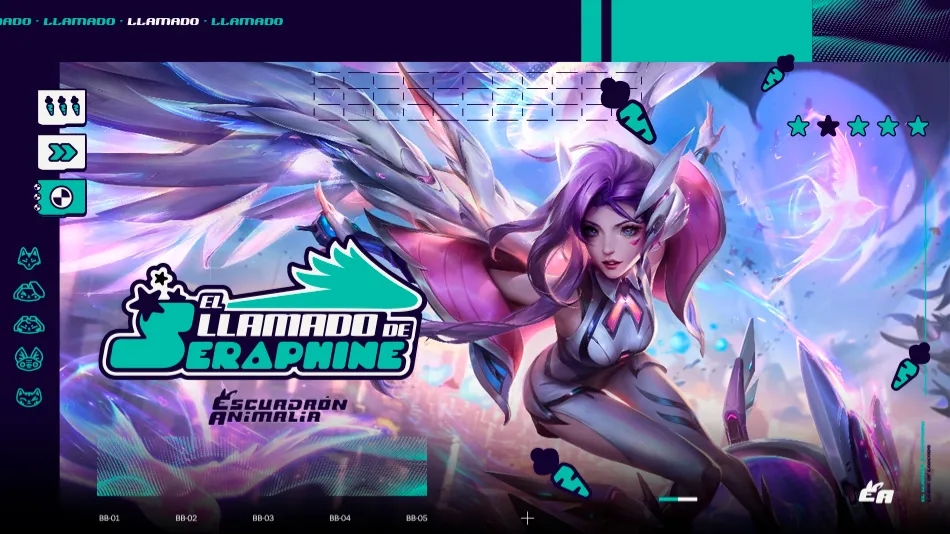 LLAMADO · LLAMADO · LLAMADO
EL
LLAMADO DE
SERAPHINE
ESCUADRÓN
ANIMALIA
BB-01 BB-02 BB-03 BB-04 BB-05
EA